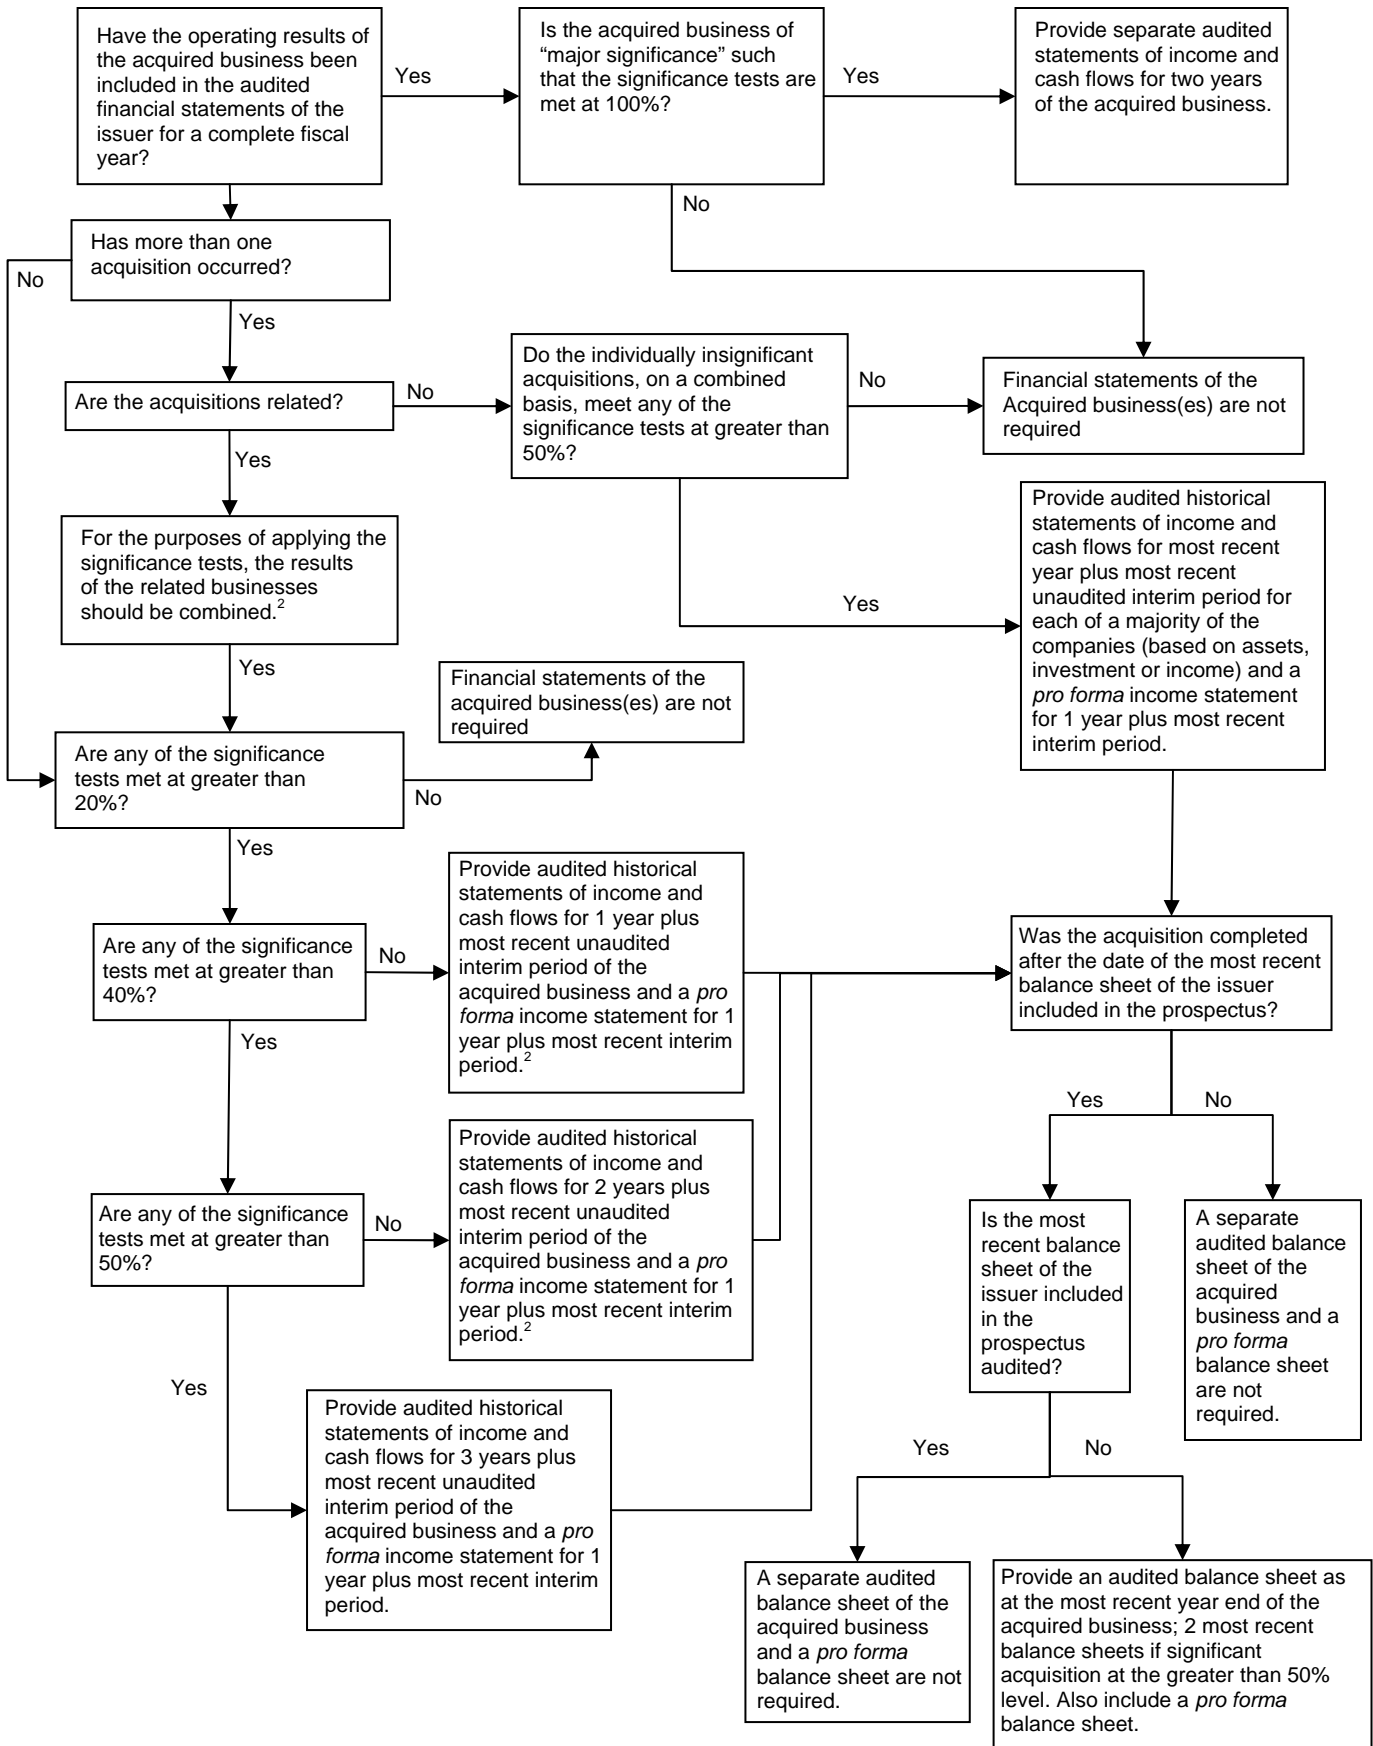 Have the operating results of
the acquired business been
included in the audited
financial statements of the
issuer for a complete fiscal
year?
Yes
Is the acquired business of
“major significance” such
that the significance tests are
met at 100%?
Yes
Provide separate audited
statements of income and
cash flows for two years
of the acquired business.
No
Has more than one
acquisition occurred?
No
Yes
Are the acquisitions related?
No
Do the individually insignificant
acquisitions, on a combined
basis, meet any of the
significance tests at greater than
50%?
No
Financial statements of the
Acquired business(es) are not
required
Yes
For the purposes of applying the
significance tests, the results
of the related businesses
should be combined.2
Yes
Provide audited historical
statements of income and
cash flows for most recent
year plus most recent
unaudited interim period for
each of a majority of the
companies (based on assets,
investment or income) and a
pro forma income statement
for 1 year plus most recent
interim period.
Yes
Financial statements of the
acquired business(es) are not
required
Are any of the significance
tests met at greater than
20%?
No
Yes
Provide audited historical
statements of income and
cash flows for 1 year plus
most recent unaudited
interim period of the
acquired business and a pro
forma income statement for 1
year plus most recent interim
period.2
Are any of the significance
tests met at greater than
40%?
No
Was the acquisition completed
after the date of the most recent
balance sheet of the issuer
included in the prospectus?
Yes
Yes
No
Provide audited historical
statements of income and
cash flows for 2 years plus
most recent unaudited
interim period of the
acquired business and a pro
forma income statement for 1
year plus most recent interim
period.2
Are any of the significance
tests met at greater than
50%?
No
Is the most
recent balance
sheet of the
issuer included
in the
prospectus
audited?
A separate
audited balance
sheet of the
acquired
business and a
pro forma
balance sheet
are not
required.
Yes
Provide audited historical
statements of income and
cash flows for 3 years plus
most recent unaudited
interim period of the
acquired business and a pro
forma income statement for 1
year plus most recent interim
period.
Yes
No
A separate audited
balance sheet of the
acquired business
and a pro forma
balance sheet are not
required.
Provide an audited balance sheet as
at the most recent year end of the
acquired business; 2 most recent
balance sheets if significant
acquisition at the greater than 50%
level. Also include a pro forma
balance sheet.